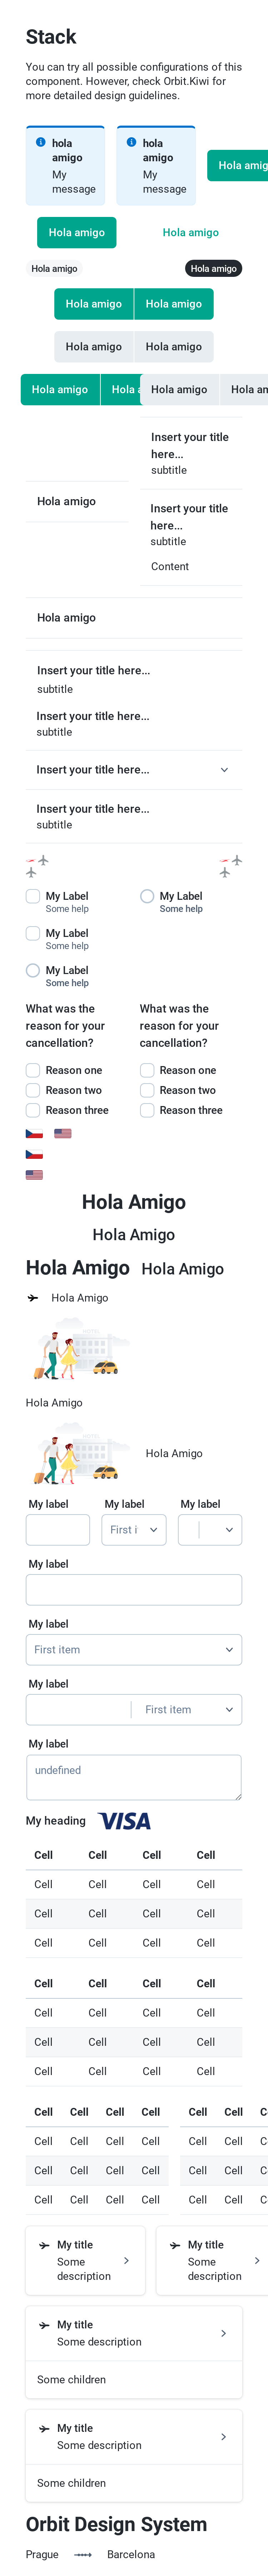 Stack
You can try all possible configurations of this
component. However, check Orbit.Kiwi for
more detailed design guidelines.
hola
amigo
My
message
hola
amigo
My
message
Hola amig
Hola amigo
Hola amigo
Hola amigo
Hola amigo
Hola amigo
Hola amigo
Hola amigo
Hola amigo
Hola amigo
Hola a
Hola amigo
Hola am
Insert your title
here...
subtitle
Hola amigo
Insert your title
here...
subtitle
Content
Hola amigo
Insert your title here...
subtitle
Insert your title here...
subtitle
Insert your title here...
Insert your title here...
subtitle
My Label
Some help
My Label
Some help
My Label
Some help
My Label
Some help
What was the
reason for your
cancellation?
Reason one
Reason two
Reason three
What was the
reason for your
cancellation?
Reason one
Reason two
Reason three
Hola Amigo
Hola Amigo
Hola Amigo Hola Amigo
Hola Amigo
Hola Amigo
Hola Amigo
My label
My label
My label
First i
My label
My label
First item
My label
First item
My label
undefined
My heading VISA
Cell Cell Cell Cell
Cell Cell Cell Cell
Cell Cell Cell Cell
Cell Cell Cell Cell
Cell Cell Cell Cell
Cell Cell Cell Cell
Cell Cell Cell Cell
Cell Cell Cell Cell
Cell Cell Cell Cell Cell Cell C
Cell Cell Cell Cell Cell Cell C
Cell Cell Cell Cell Cell Cell C
Cell Cell Cell Cell Cell Cell C
My title
Some
description
My title
Some
description
My title
Some description
Some children
My title
Some description
Some children
Orbit Design System
Prague Barcelona